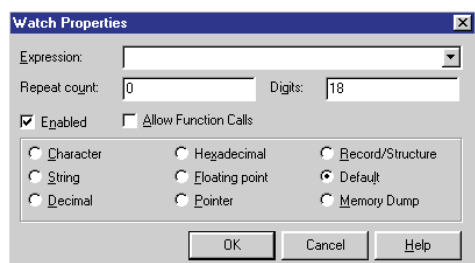 Watch Properties
Expression:
Repeat count: 0 Digits: 18
Enabled Allow Function Calls
Character Hexadecimal Record/Structure
String Floating point Default
Decimal Pointer Memory Dump
OK Cancel Help